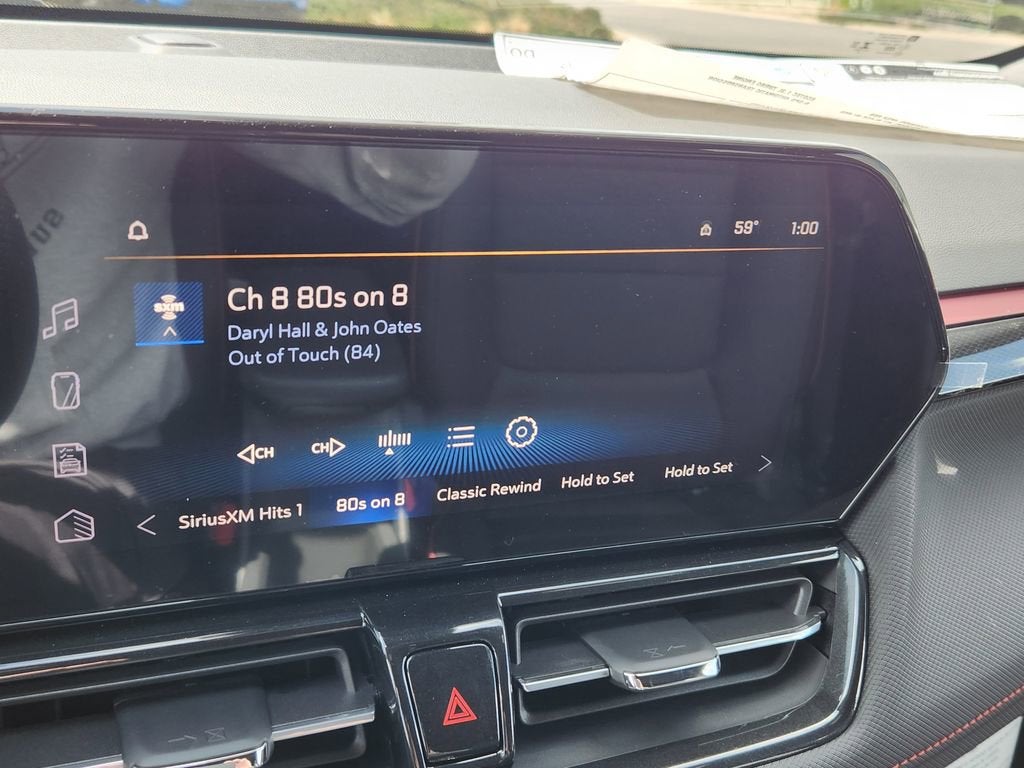 59° 1:00
sxm
Ch 8 80s on 8
Daryl Hall & John Oates
Out of Touch (84)
CH CH
SiriusXM Hits 1 80s on 8 Classic Rewind Hold to Set Hold to Set